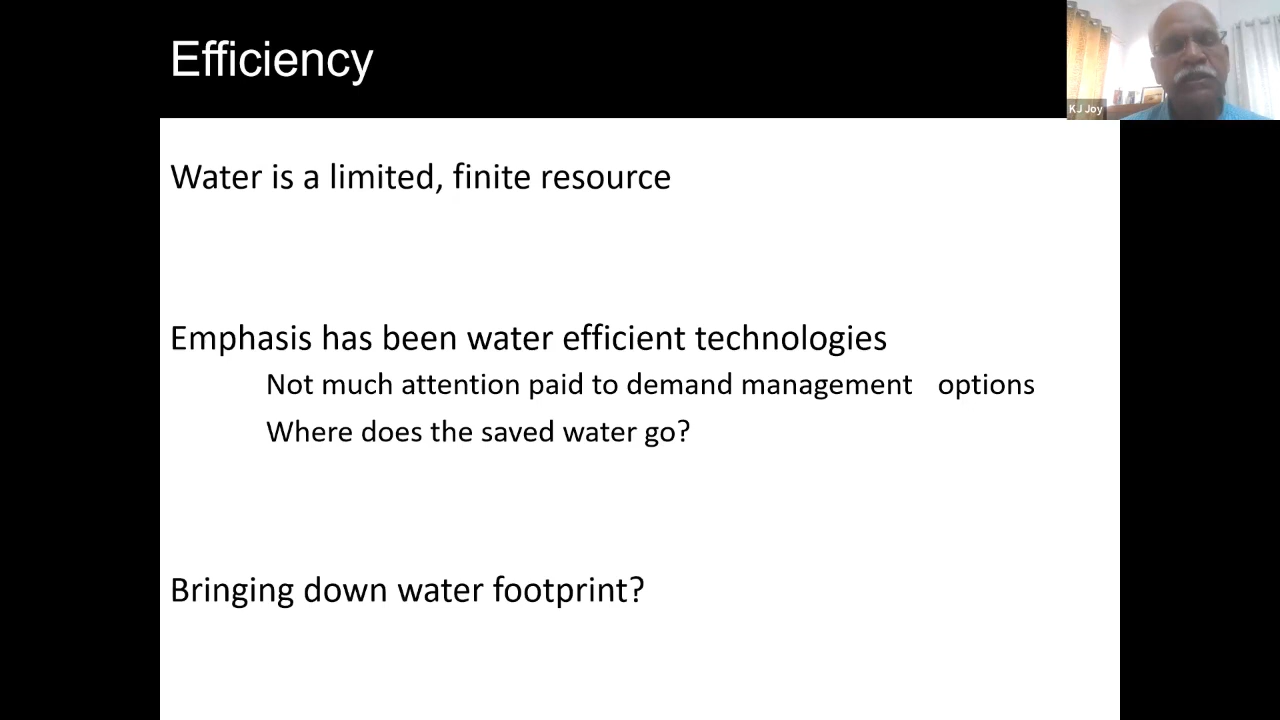 Efficiency
KJ Joy
Water is a limited, finite resource
Emphasis has been water efficient technologies
Not much attention paid to demand management options
Where does the saved water go?
Bringing down water footprint?